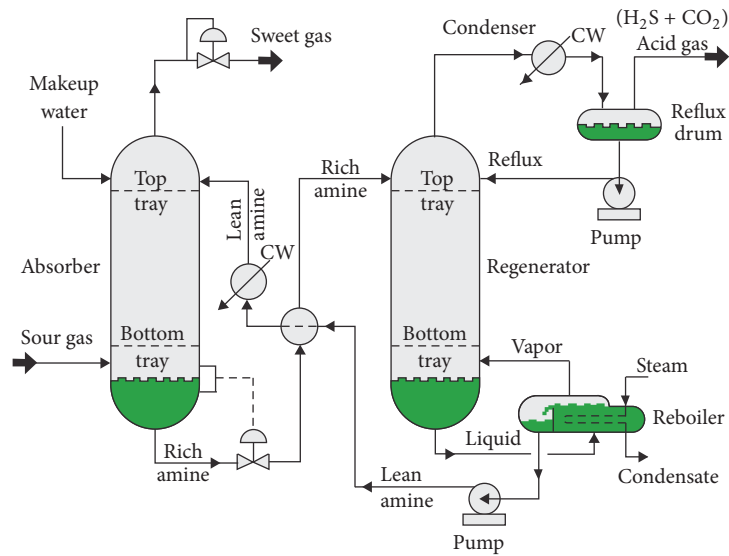 (H₂S + CO₂)
Acid gas
Condenser
CW
Sweet gas
Makeup
water
Reflux
drum
Rich
amine
Reflux
Top
tray
Top
tray
Lean
amine
Pump
CW
Absorber
Regenerator
Sour gas
Bottom
tray
Bottom
tray
Vapor
Steam
Reboiler
Rich
amine
Liquid
Condensate
Lean
amine
Pump